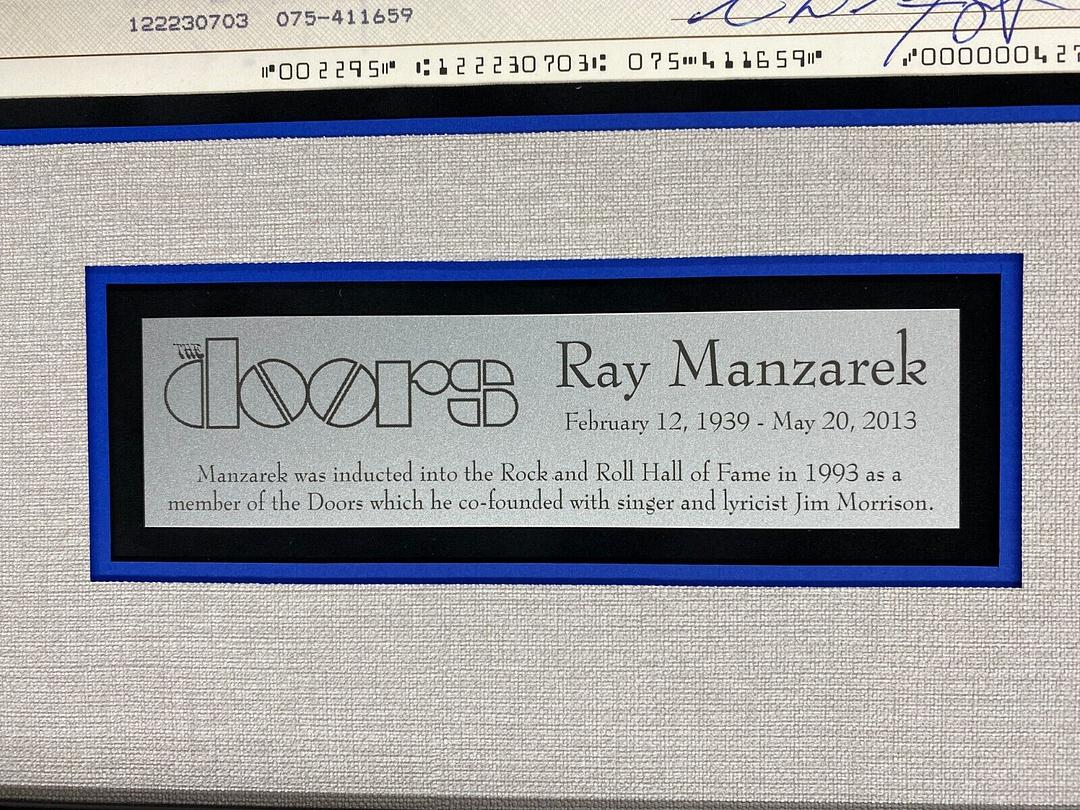 122230703 075-411659
⑈002295⑈ ⑆122230703⑆ 075⑉411659⑈ ⑇000000427
THE doors
Ray Manzarek
February 12, 1939 - May 20, 2013
Manzarek was inducted into the Rock and Roll Hall of Fame in 1993 as a
member of the Doors which he co-founded with singer and lyricist Jim Morrison.